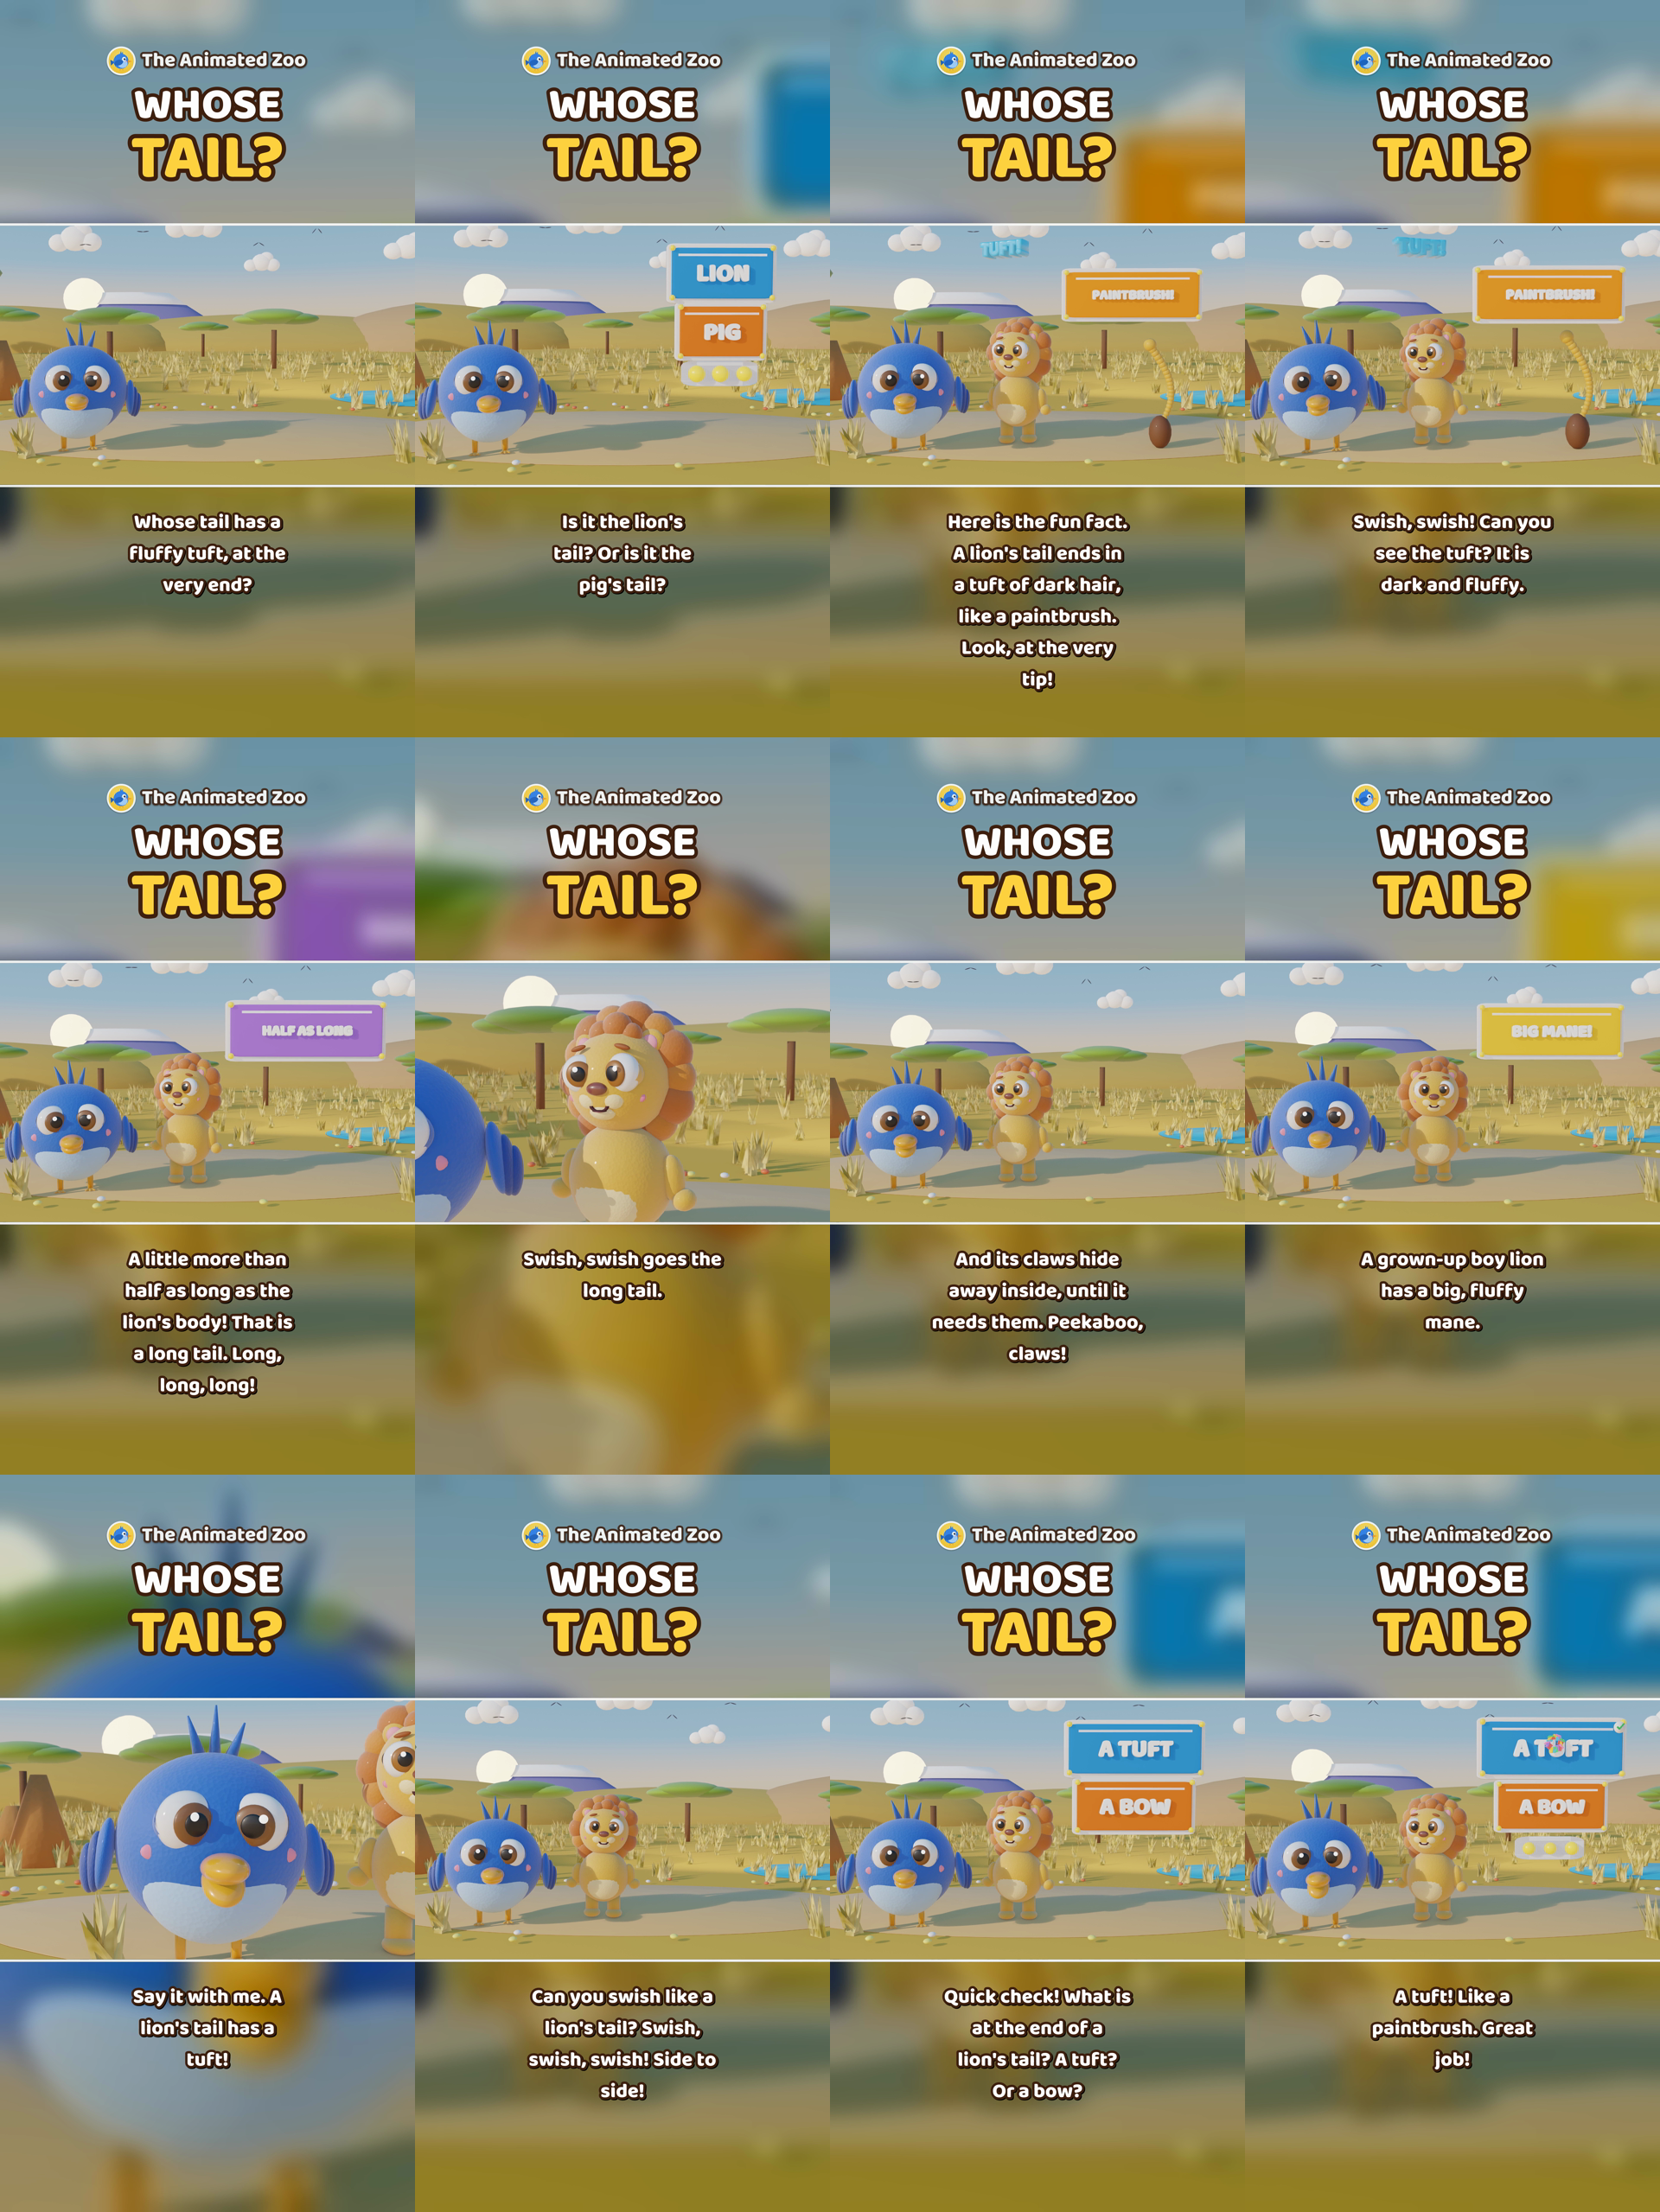 The Animated Zoo
WHOSE
TAIL?
Whose tail has a
fluffy tuft, at the
very end?
The Animated Zoo
WHOSE
TAIL?
LION
PIG
Is it the lion's
tail? Or is it the
pig's tail?
The Animated Zoo
WHOSE
TAIL?
TUFT!
PAINTBRUSH!
Here is the fun fact.
A lion's tail ends in
a tuft of dark hair,
like a paintbrush.
Look, at the very
tip!
The Animated Zoo
WHOSE
TAIL?
TUFT!
PAINTBRUSH!
Swish, swish! Can you
see the tuft? It is
dark and fluffy.
The Animated Zoo
WHOSE
TAIL?
HALF AS LONG
A little more than
half as long as the
lion's body! That is
a long tail. Long,
long, long!
The Animated Zoo
WHOSE
TAIL?
Swish, swish goes the
long tail.
The Animated Zoo
WHOSE
TAIL?
And its claws hide
away inside, until it
needs them. Peekaboo,
claws!
The Animated Zoo
WHOSE
TAIL?
BIG MANE!
A grown-up boy lion
has a big, fluffy
mane.
The Animated Zoo
WHOSE
TAIL?
Say it with me. A
lion's tail has a
tuft!
The Animated Zoo
WHOSE
TAIL?
Can you swish like a
lion's tail? Swish,
swish, swish! Side to
side!
The Animated Zoo
WHOSE
TAIL?
A TUFT
A BOW
Quick check! What is
at the end of a
lion's tail? A tuft?
Or a bow?
The Animated Zoo
WHOSE
TAIL?
A TUFT
A BOW
A tuft! Like a
paintbrush. Great
job!